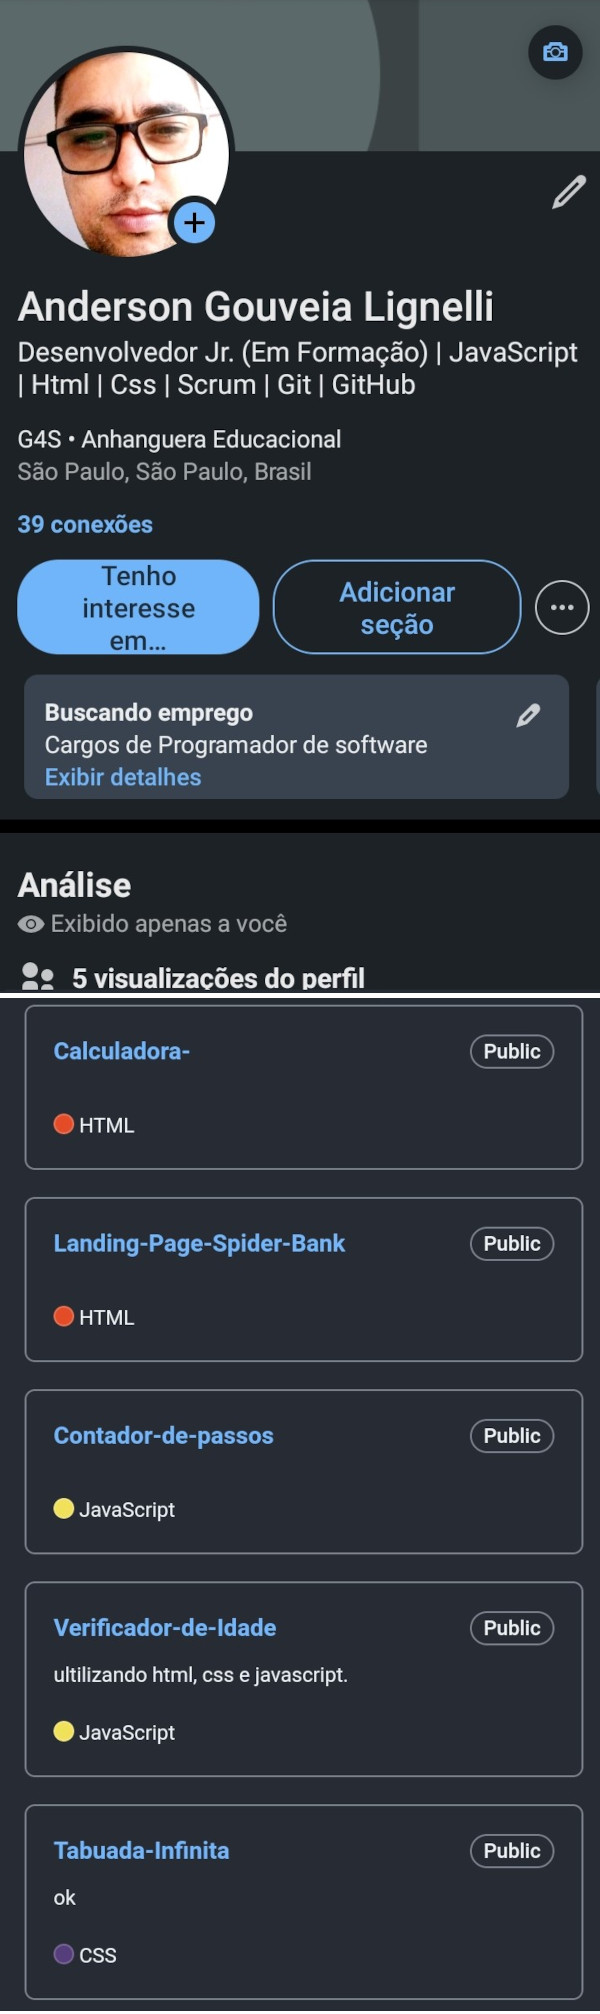 Anderson Gouveia Lignelli
Desenvolvedor Jr. (Em Formação) | JavaScript
| Html | Css | Scrum | Git | GitHub
G4S • Anhanguera Educacional
São Paulo, São Paulo, Brasil
39 conexões
Tenho
interesse
em...
Adicionar
seção
Buscando emprego
Cargos de Programador de software
Exibir detalhes
Análise
Exibido apenas a você
5 visualizações do perfil
Calculadora-
Public
HTML
Landing-Page-Spider-Bank
Public
HTML
Contador-de-passos
Public
JavaScript
Verificador-de-Idade
Public
ultilizando html, css e javascript.
JavaScript
Tabuada-Infinita
Public
ok
CSS